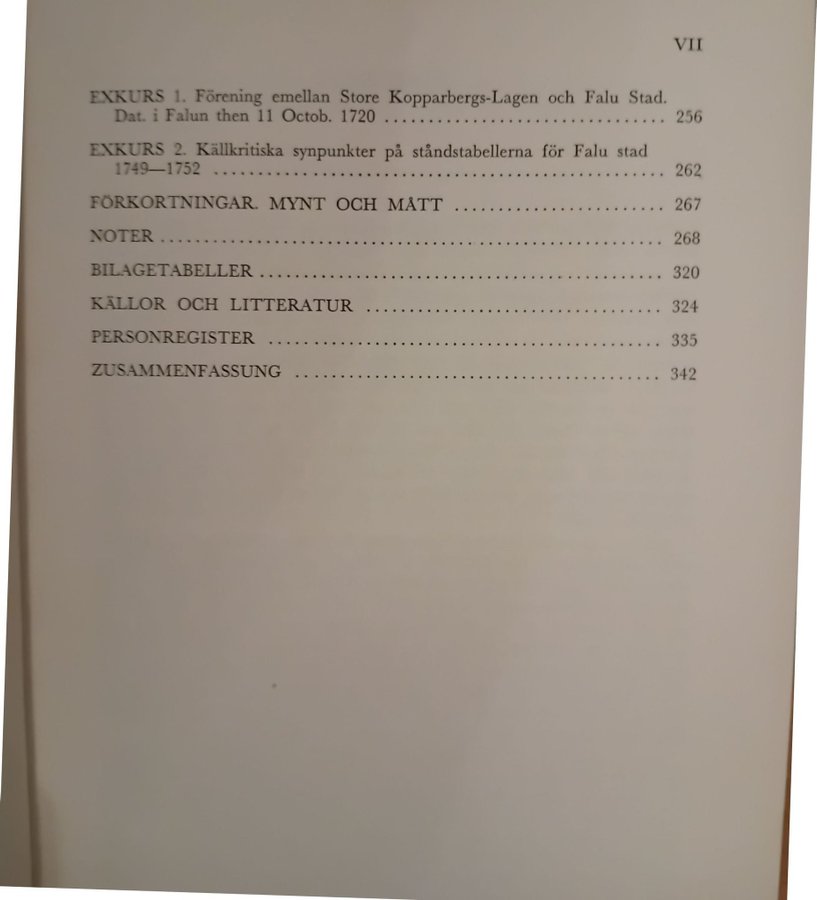 VII
EXKURS 1. Förening emellan Store Kopparbergs-Lagen och Falu Stad.
Dat. i Falun then 11 Octob. 1720 ................................ 256
EXKURS 2. Källkritiska synpunkter på ståndstabellerna för Falu stad
1749—1752 .................................................... 262
FÖRKORTNINGAR. MYNT OCH MÅTT ........................ 267
NOTER ......................................................... 268
BILAGETABELLER .............................................. 320
KÄLLOR OCH LITTERATUR .................................. 324
PERSONREGISTER ............................................. 335
ZUSAMMENFASSUNG ......................................... 342